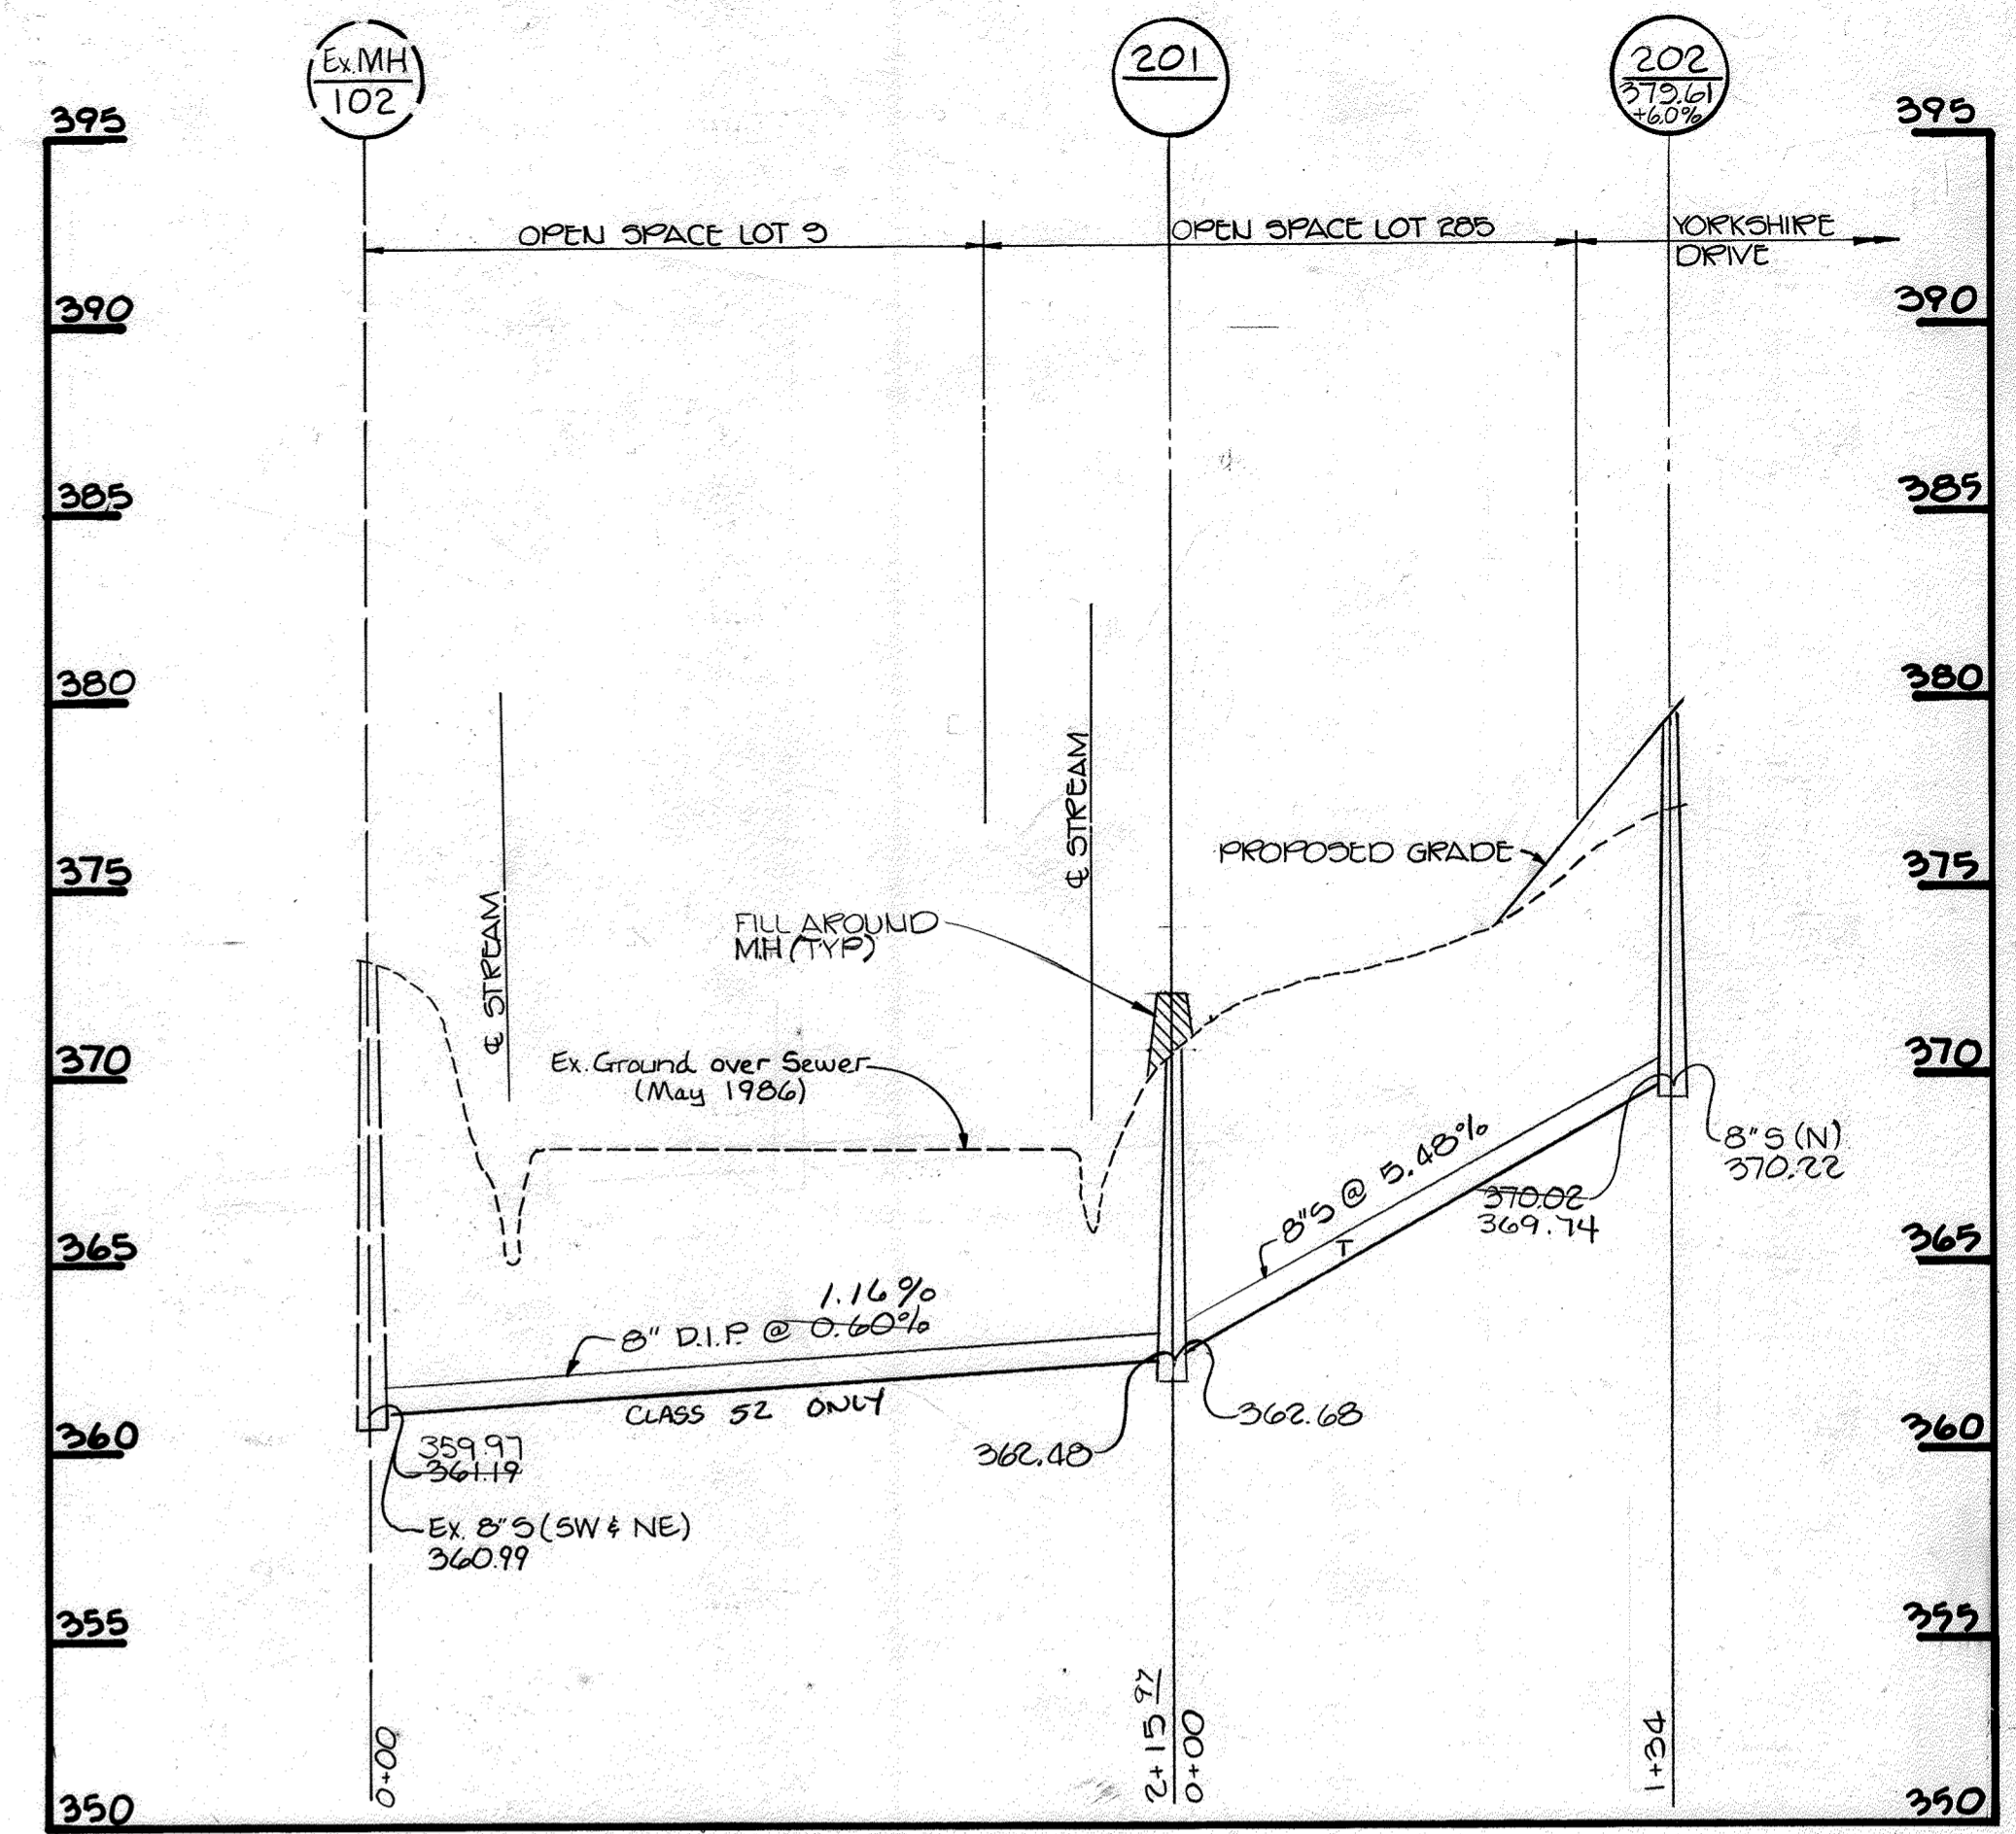 Ex. MH
102
201
202
379.61
+6.0%
395
395
OPEN SPACE LOT 9
OPEN SPACE LOT 285
YORKSHIRE
DRIVE
390
390
385
385
380
380
℄ STREAM
℄ STREAM
PROPOSED GRADE
375
375
FILL AROUND
M.H (TYP)
370
370
Ex. Ground over Sewer
(May 1986)
8" S (N)
370.22
8"S @ 5.48%
T
370.02
369.74
365
365
1.16%
8" D.I.P. @ 0.60%
CLASS 52 ONLY
362.68
362.48
360
360
359.97
361.19
Ex. 8" S (SW & NE)
360.99
355
355
0+00
2+15 97
0+00
1+34
350
350